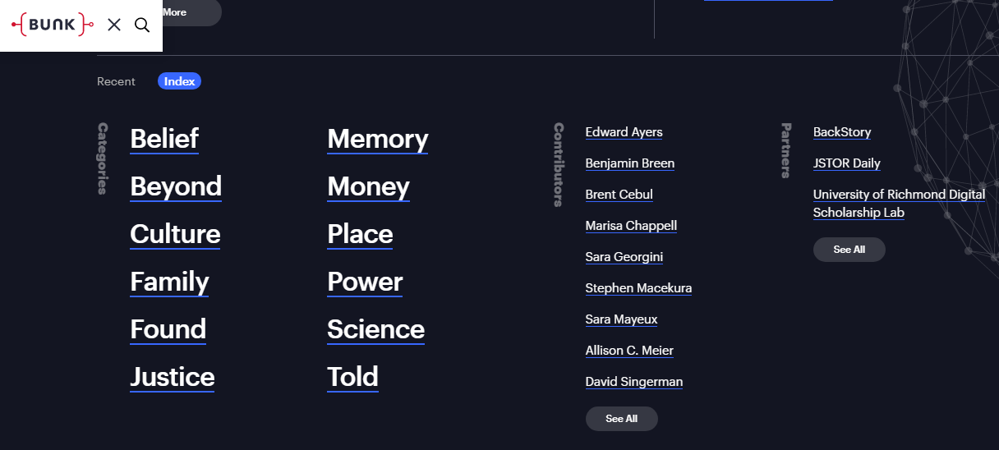 BUNK
More
Recent
Index
Categories
Belief
Beyond
Culture
Family
Found
Justice
Memory
Money
Place
Power
Science
Told
Contributors
Edward Ayers
Benjamin Breen
Brent Cebul
Marisa Chappell
Sara Georgini
Stephen Macekura
Sara Mayeux
Allison C. Meier
David Singerman
See All
Partners
BackStory
JSTOR Daily
University of Richmond Digital
Scholarship Lab
See All